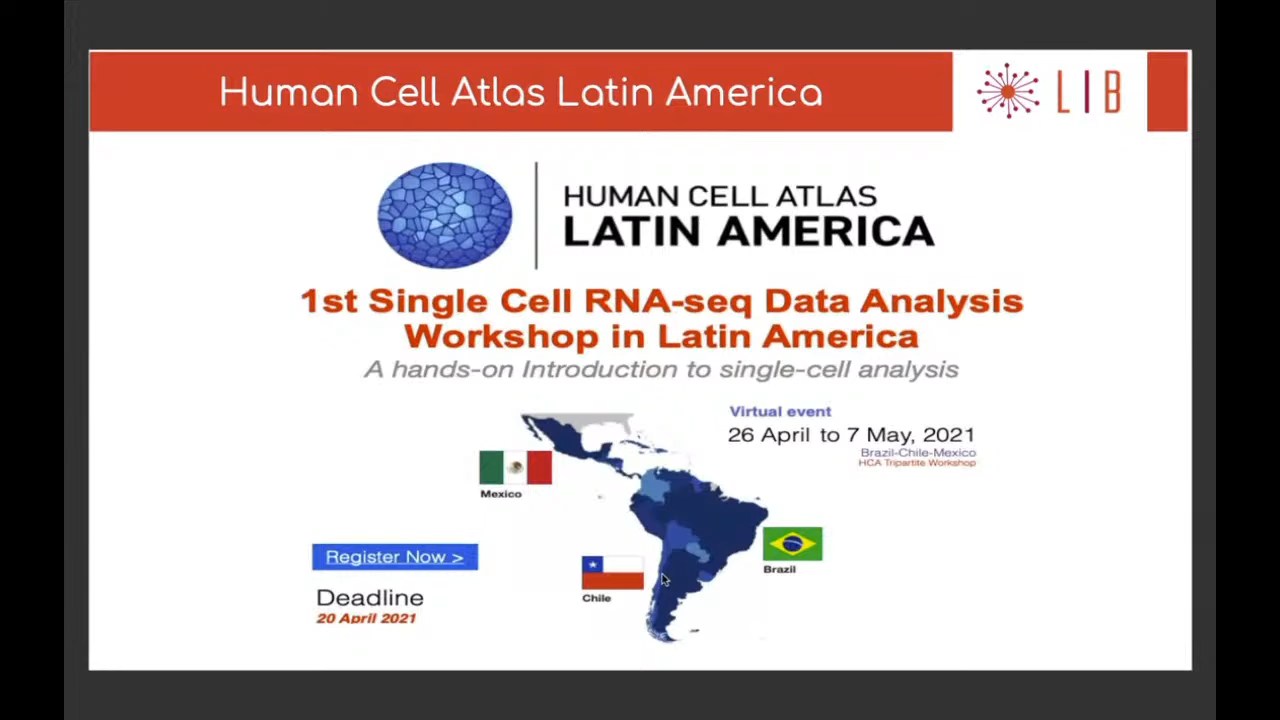 Human Cell Atlas Latin America
LIB
HUMAN CELL ATLAS
LATIN AMERICA
1st Single Cell RNA-seq Data Analysis
Workshop in Latin America
A hands-on Introduction to single-cell analysis
Virtual event
26 April to 7 May, 2021
Brazil-Chile-Mexico
HCA Tripartite Workshop
Mexico
Brazil
Chile
Register Now >
Deadline
20 April 2021